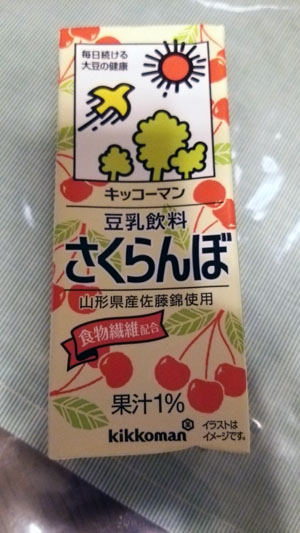 毎日続ける
大豆の健康
キッコーマン
豆乳飲料
さくらんぼ
山形県産佐藤錦使用
食物繊維配合
果汁1%
kikkoman
イラストは
イメージです。